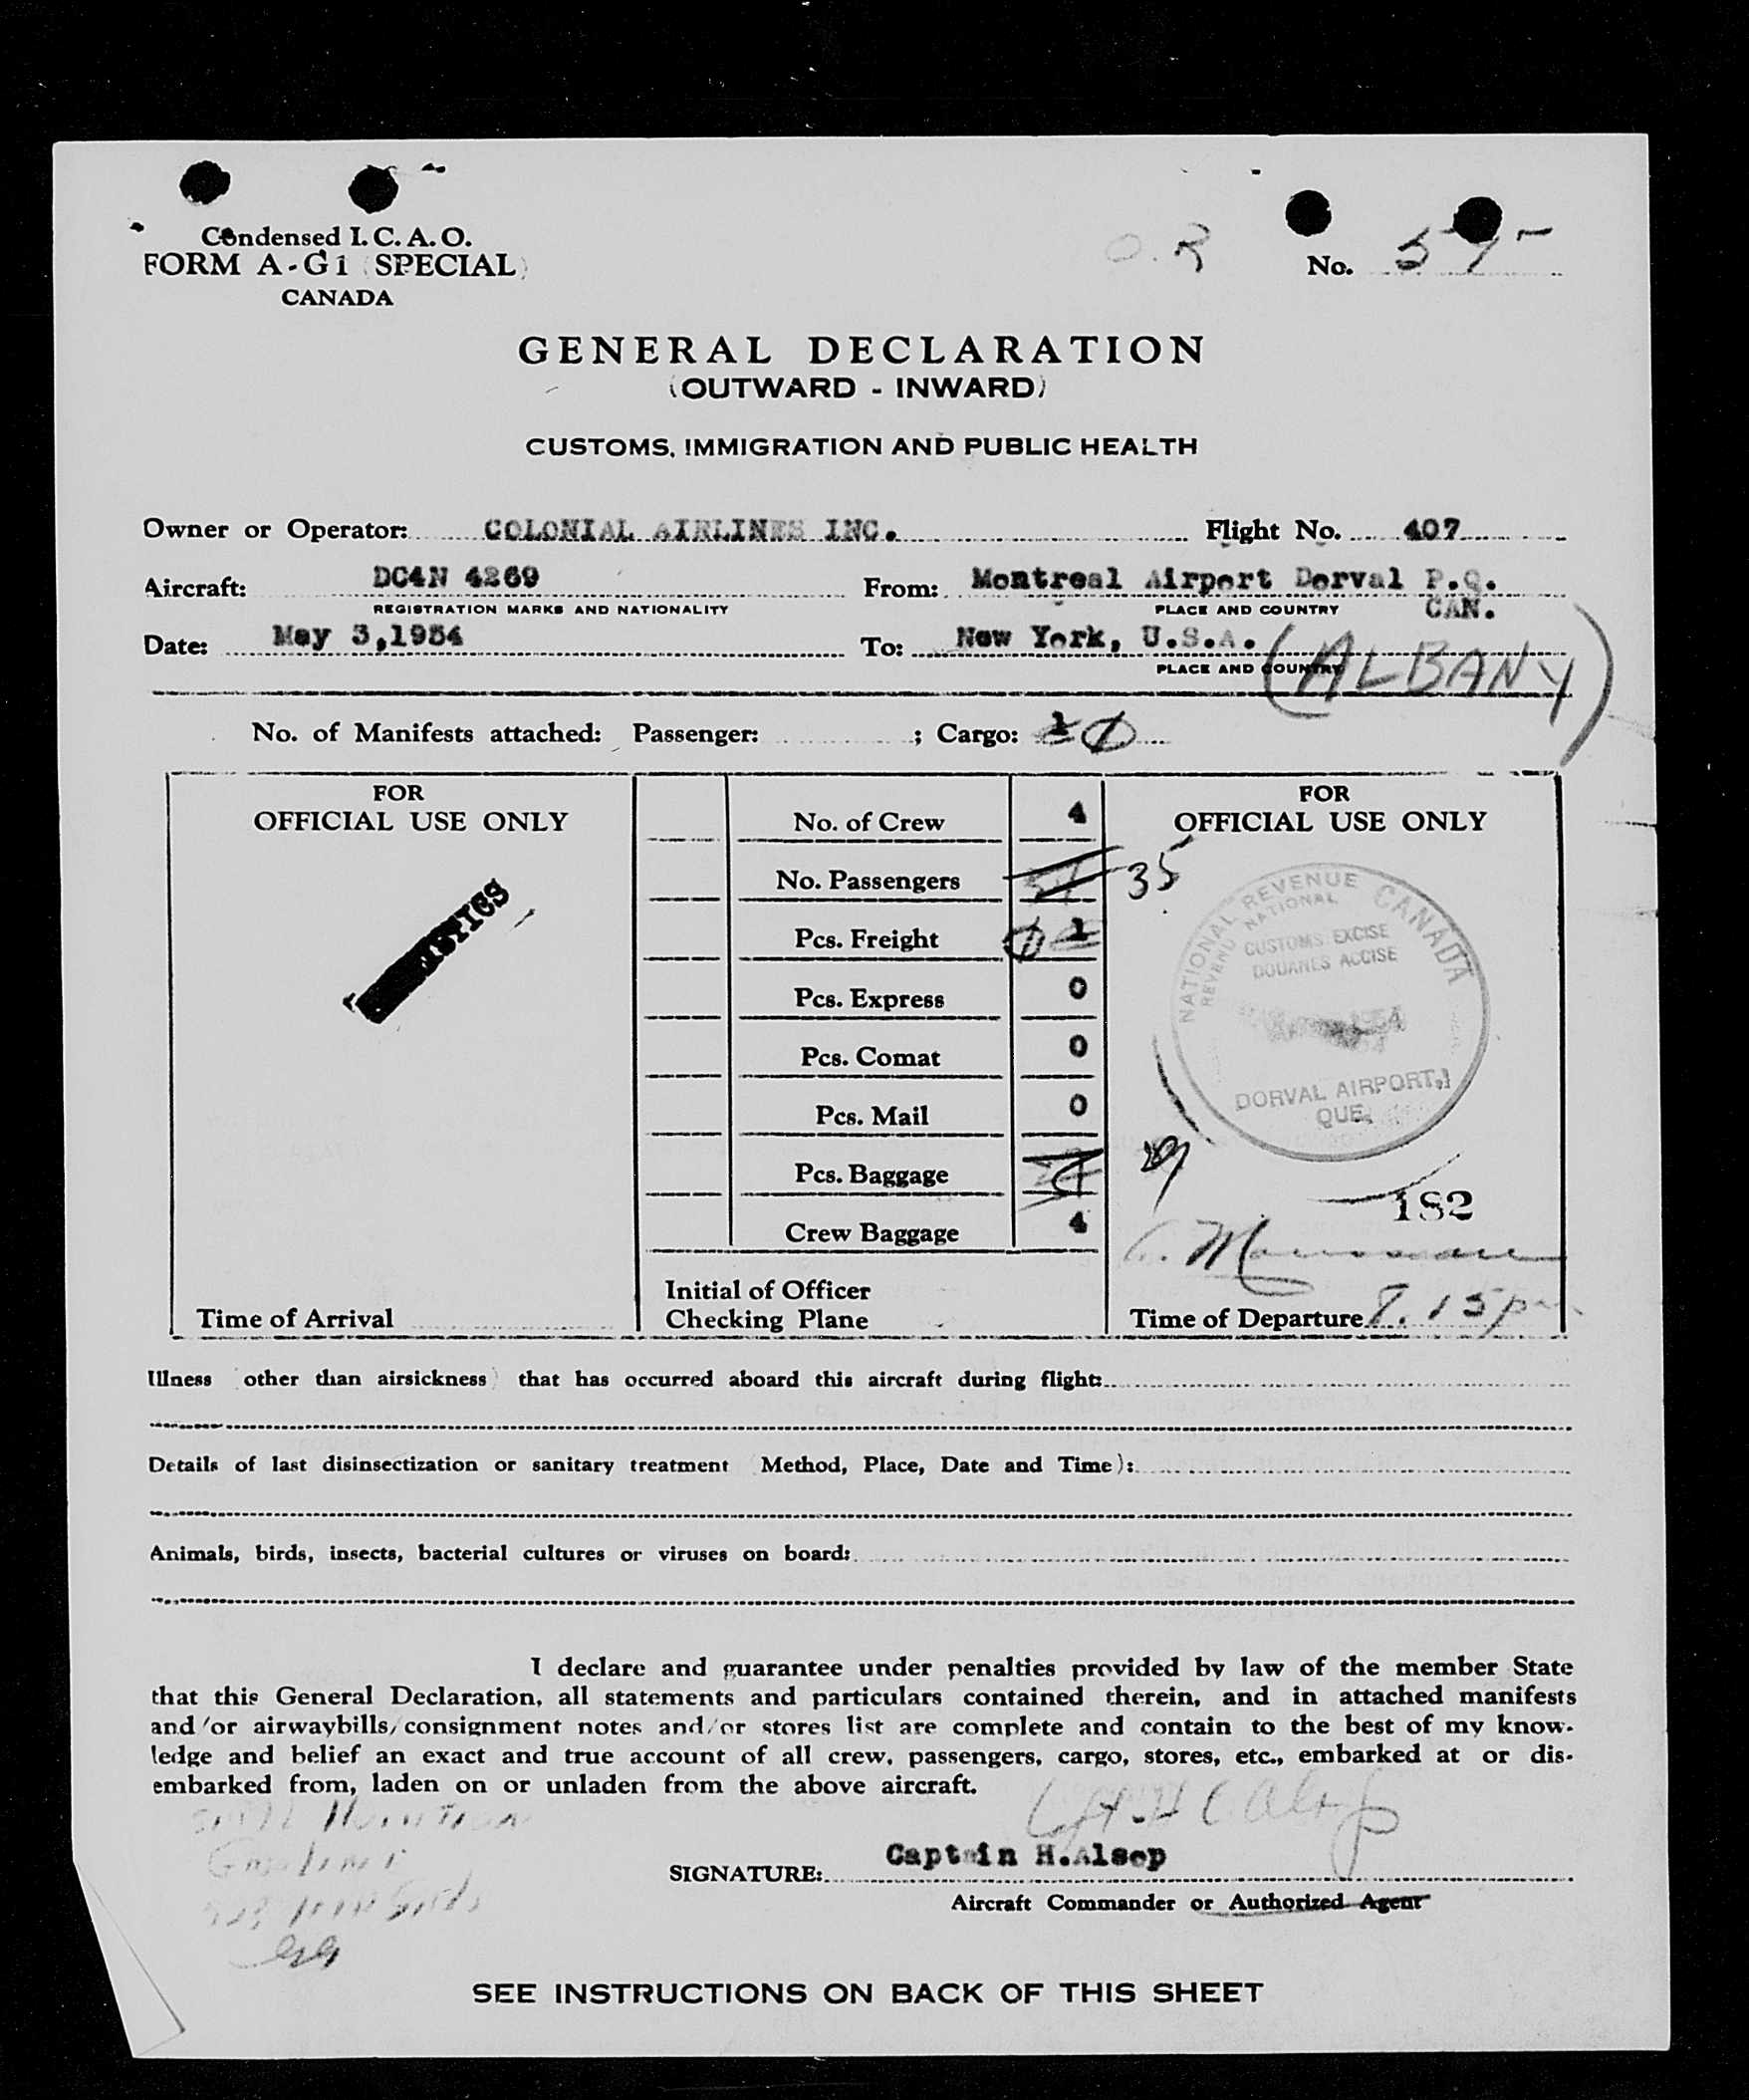 Condensed I. C. A. O.
FORM A-G1 (SPECIAL)
CANADA
O.R
No.
GENERAL DECLARATION
(OUTWARD - INWARD)
CUSTOMS, IMMIGRATION AND PUBLIC HEALTH
Owner or Operator: COLONIAL AIRLINES INC. Flight No. 407
Aircraft: DC4N 4269 From: Montreal Airport Dorval P.Q.
REGISTRATION MARKS AND NATIONALITY PLACE AND COUNTRY CAN.
Date: May 3,1954 To: New York, U.S.A. (ALBANY)
PLACE AND COUNTRY
No. of Manifests attached: Passenger: ; Cargo: 1
FOR
OFFICIAL USE ONLY
No. of Crew 4
No. Passengers 35
Pcs. Freight 1
Pcs. Express 0
Pcs. Comat 0
Pcs. Mail 0
Pcs. Baggage
Crew Baggage 4
Initial of Officer
Checking Plane
Time of Arrival
FOR
OFFICIAL USE ONLY
NATIONAL REVENUE CANADA
REVENU NATIONAL
CUSTOMS EXCISE
DOUANES ACCISE
DORVAL AIRPORT,
QUE.
182
Time of Departure
Illness other than airsickness) that has occurred aboard this aircraft during flight:
Details of last disinsectization or sanitary treatment Method, Place, Date and Time):
Animals, birds, insects, bacterial cultures or viruses on board:
I declare and guarantee under penalties provided by law of the member State
that this General Declaration, all statements and particulars contained therein, and in attached manifests
and/or airwaybills/consignment notes and/or stores list are complete and contain to the best of my know-
ledge and belief an exact and true account of all crew, passengers, cargo, stores, etc., embarked at or dis-
embarked from, laden on or unladen from the above aircraft.
SIGNATURE: Captain H.Alsop
Aircraft Commander or Authorized Agent
SEE INSTRUCTIONS ON BACK OF THIS SHEET